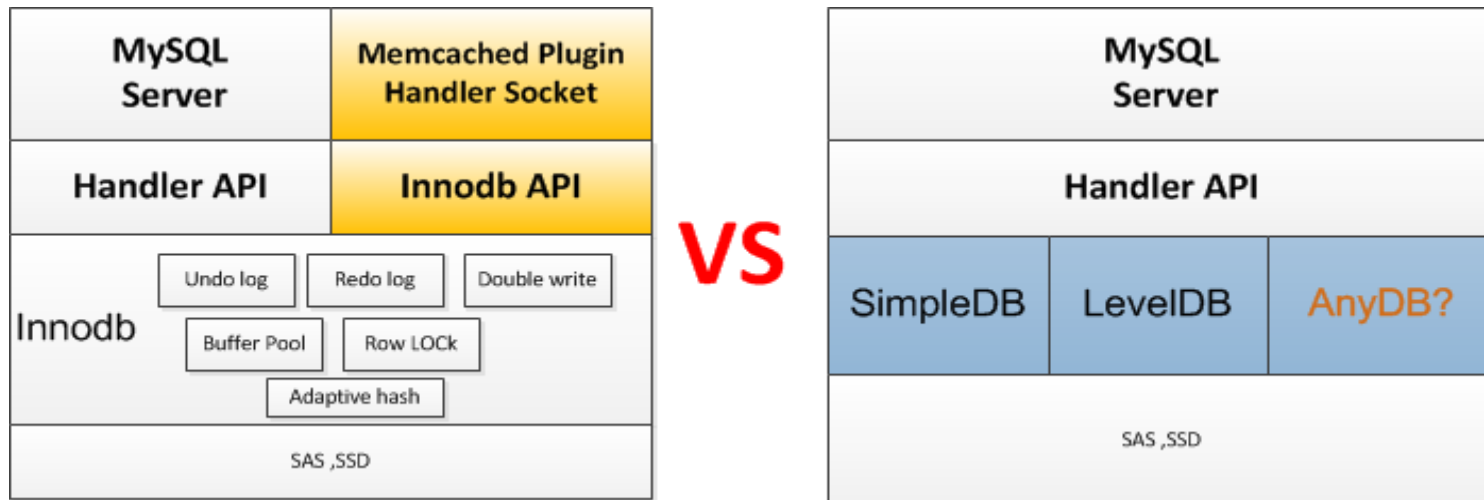 MySQL
Server
Memcached Plugin
Handler Socket
Handler API
Innodb API
Innodb
Undo log
Redo log
Double write
Buffer Pool
Row LOCk
Adaptive hash
SAS ,SSD
VS
MySQL
Server
Handler API
SimpleDB
LevelDB
AnyDB?
SAS ,SSD